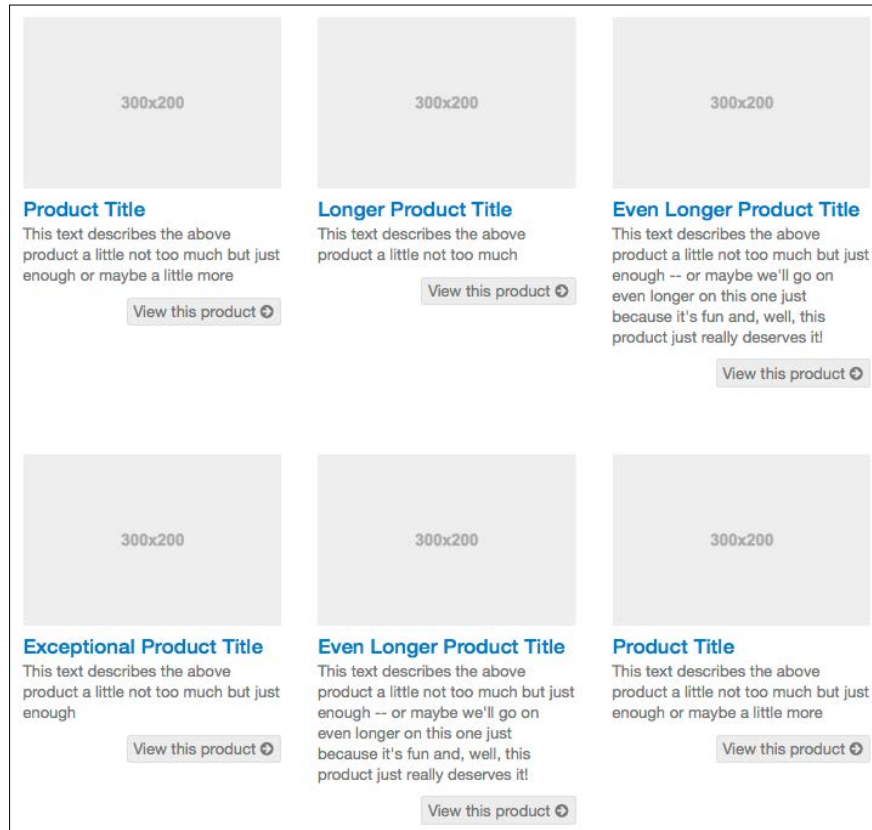 300x200
Product Title
This text describes the above
product a little not too much but just
enough or maybe a little more
View this product
300x200
Longer Product Title
This text describes the above
product a little not too much
View this product
300x200
Even Longer Product Title
This text describes the above
product a little not too much but just
enough -- or maybe we'll go on
even longer on this one just
because it's fun and, well, this
product just really deserves it!
View this product
300x200
Exceptional Product Title
This text describes the above
product a little not too much but just
enough
View this product
300x200
Even Longer Product Title
This text describes the above
product a little not too much but just
enough -- or maybe we'll go on
even longer on this one just
because it's fun and, well, this
product just really deserves it!
View this product
300x200
Product Title
This text describes the above
product a little not too much but just
enough or maybe a little more
View this product